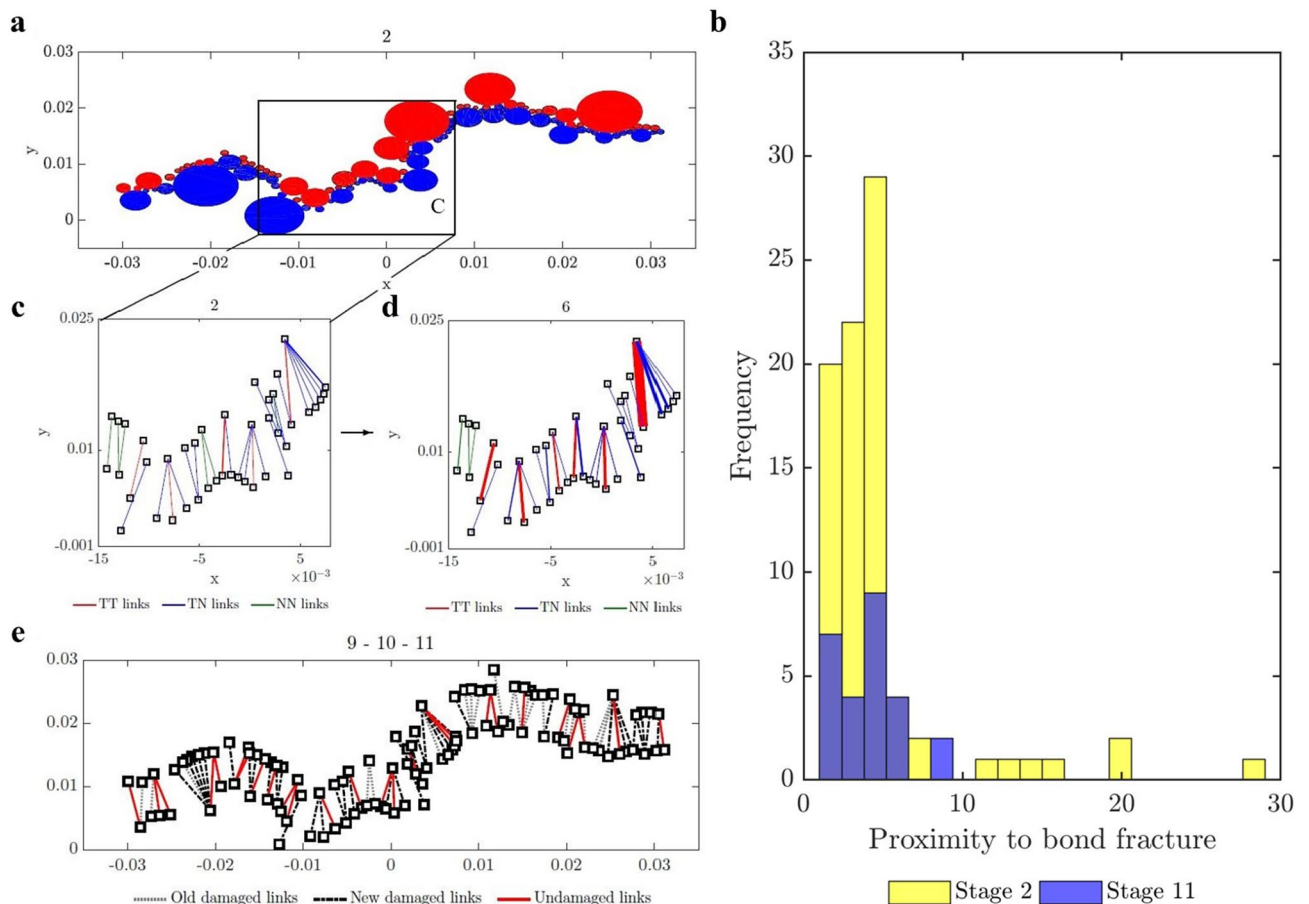 a
2
0.03
0.02
0.01
0
y
C
-0.03
-0.02
-0.01
0
0.01
0.02
0.03
x
b
35
30
25
20
15
10
5
0
Frequency
0
10
20
30
Proximity to bond fracture
Stage 2
Stage 11
c
2
0.025
0.01
-0.001
y
-15
-5
5
x
×10⁻³
TT links
TN links
NN links
d
6
0.025
0.01
-0.001
y
-15
-5
5
x
×10⁻³
TT links
TN links
NN links
e
9 - 10 - 11
0.03
0.02
0.01
0
-0.03
-0.02
-0.01
0
0.01
0.02
0.03
Old damaged links
New damaged links
Undamaged links